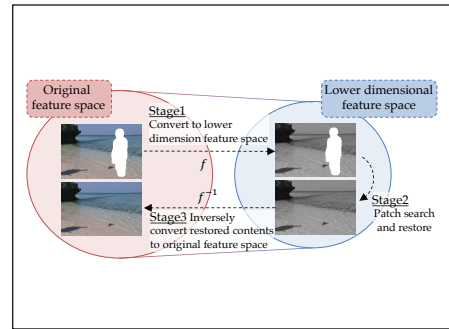 Original
feature space
Lower dimensional
feature space
Stage1
Convert to lower
dimension feature space
f
f⁻¹
Stage2
Patch search
and restore
Stage3 Inversely
convert restored contents
to original feature space